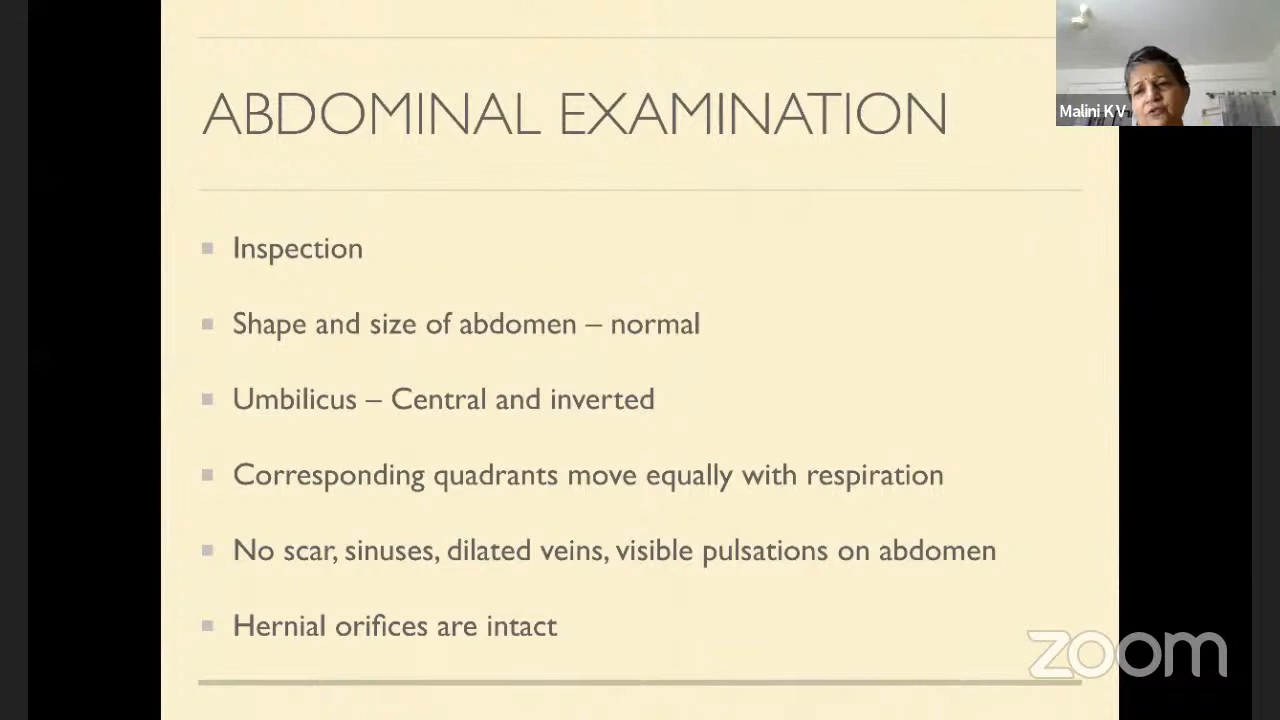 ABDOMINAL EXAMINATION
Malini K V
Inspection
Shape and size of abdomen – normal
Umbilicus – Central and inverted
Corresponding quadrants move equally with respiration
No scar, sinuses, dilated veins, visible pulsations on abdomen
Hernial orifices are intact
zoom